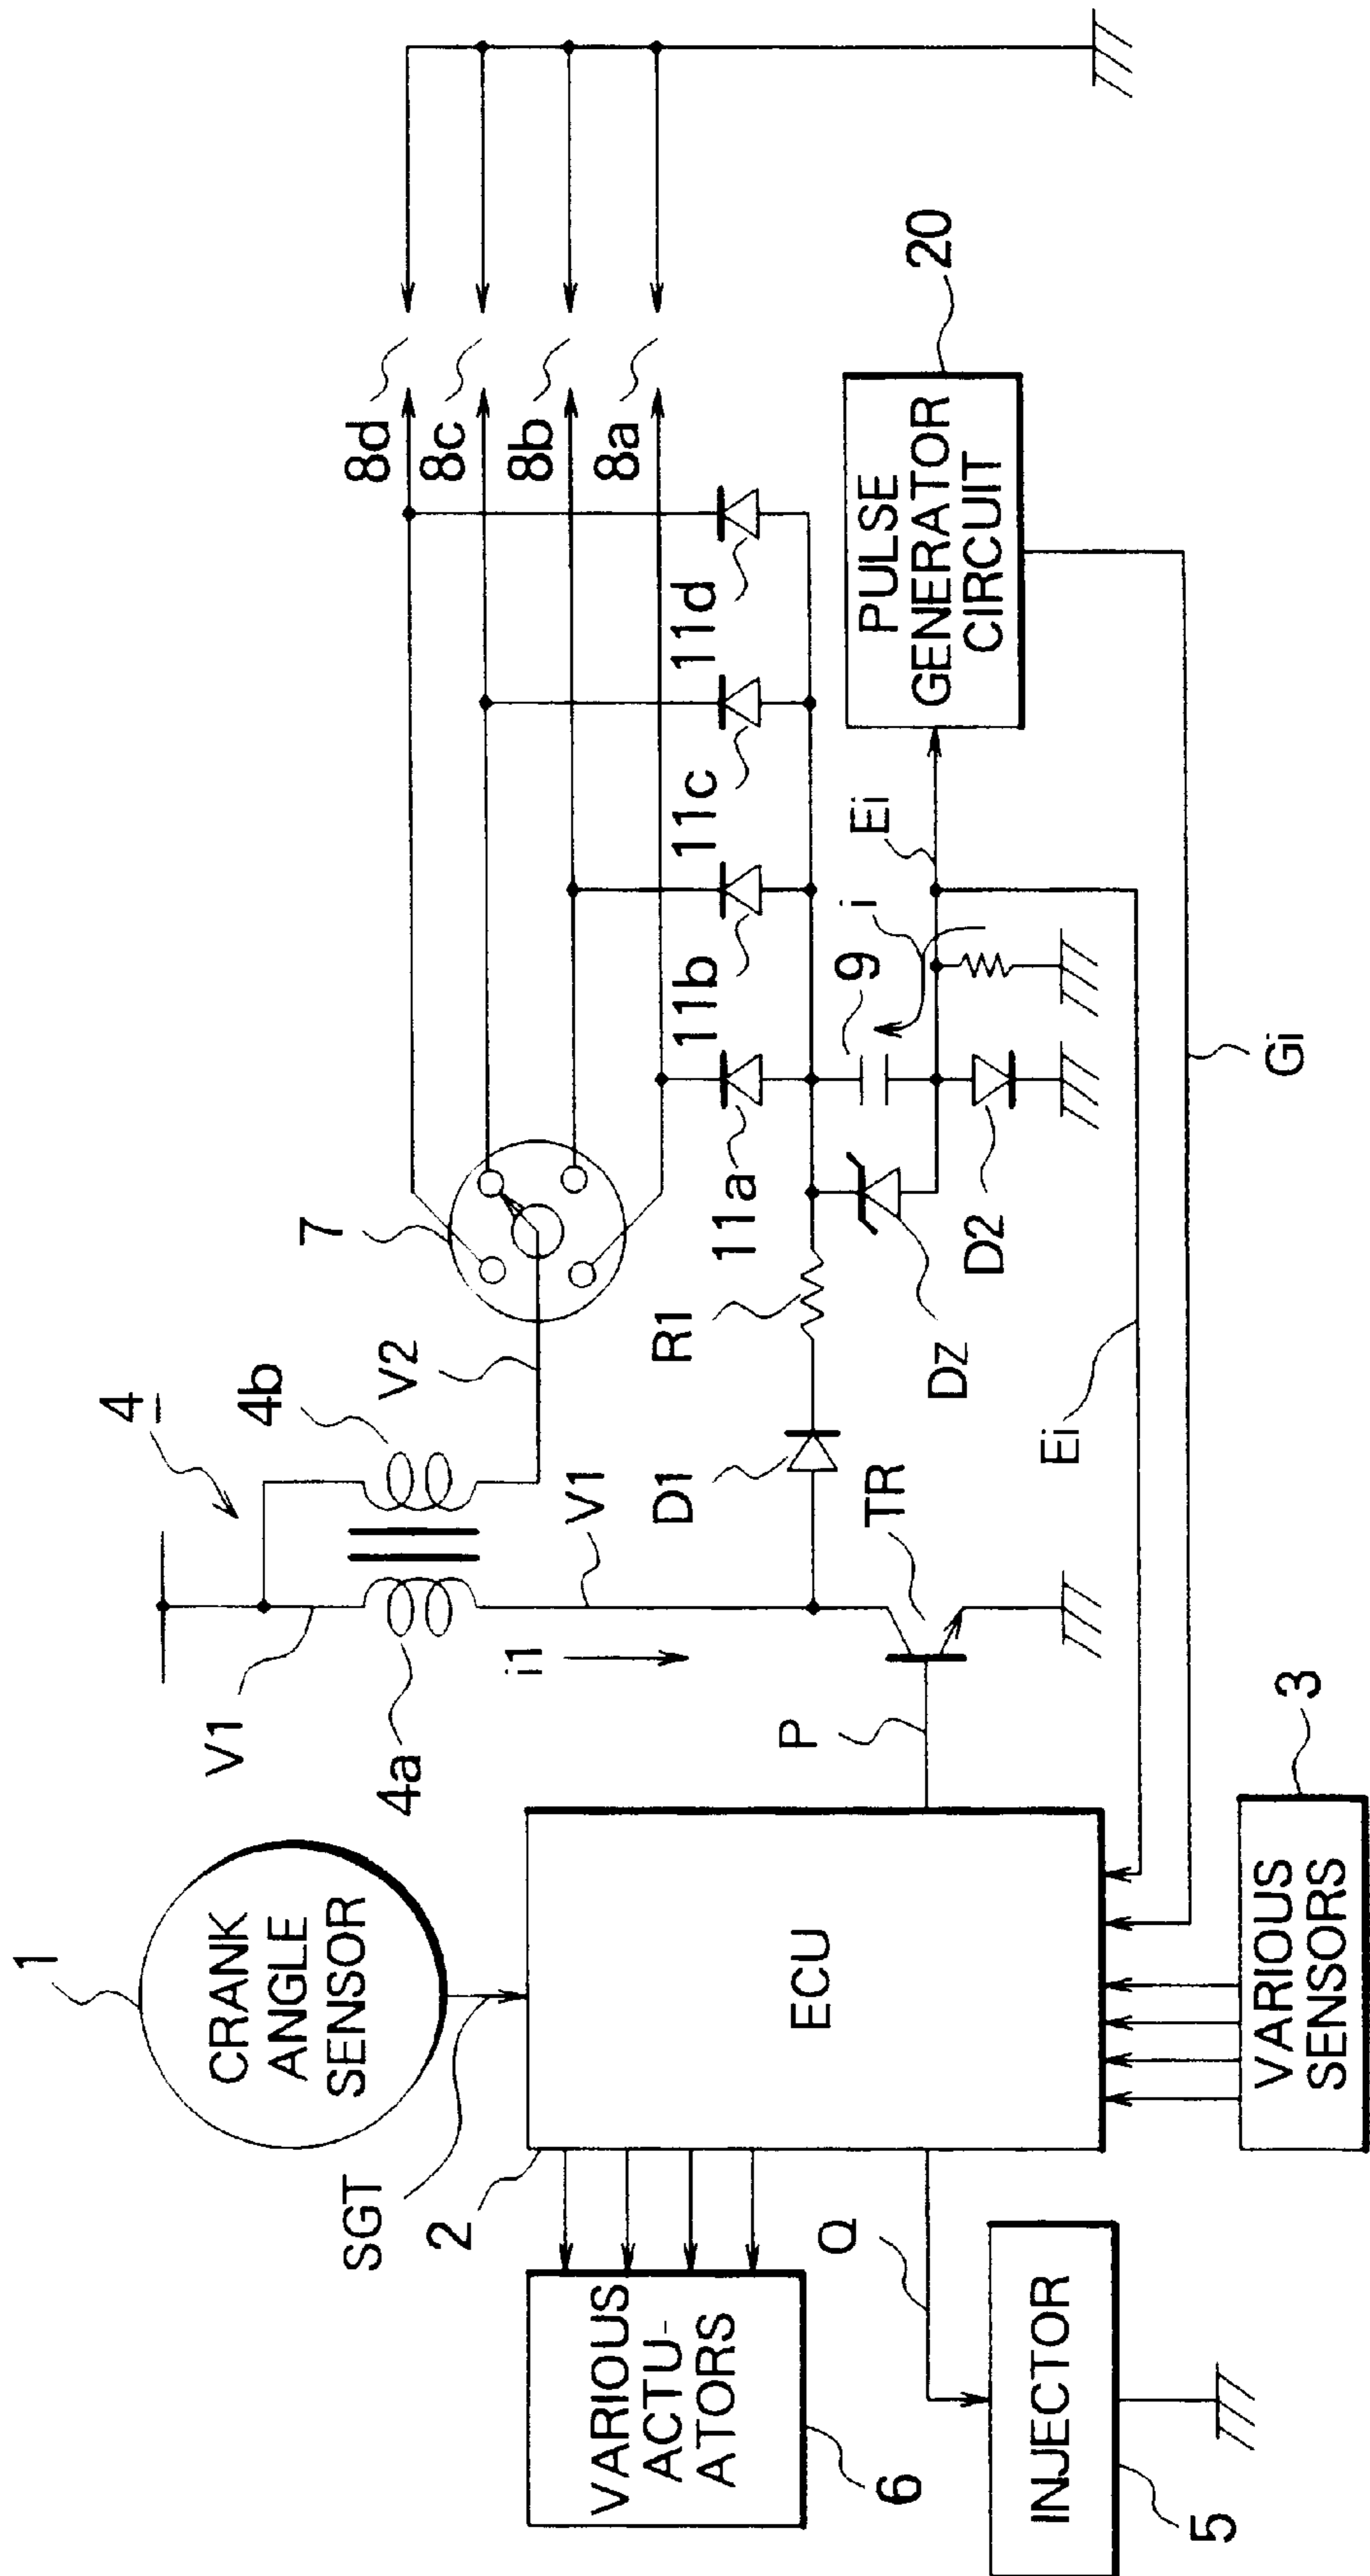 1
CRANK
ANGLE
SENSOR
SGT
2
ECU
VARIOUS
ACTU-
ATORS
6
Q
INJECTOR
5
VARIOUS
SENSORS
3
P
TR
V1
4a
i1
V1
4
4b
V2
7
D1
R1
Dz
D2
9
i
Ei
Ei
Gi
11a
11b
11c
11d
8d
8c
8b
8a
PULSE
GENERATOR
CIRCUIT
20